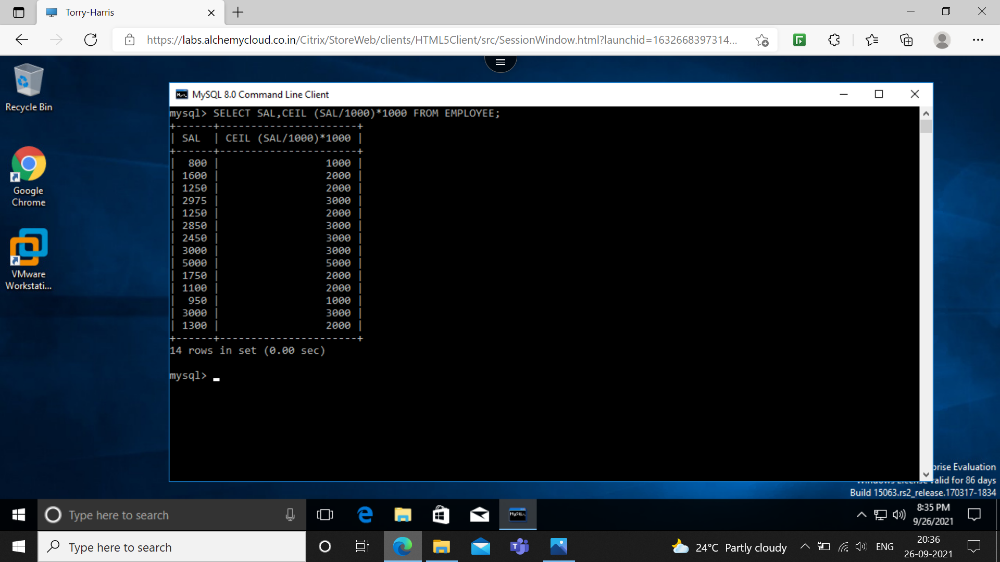 Torry-Harris
https://labs.alchemycloud.co.in/Citrix/StoreWeb/clients/HTML5Client/src/SessionWindow.html?launchid=1632668397314...
Recycle Bin
Google
Chrome
VMware
Workstati...
MySQL 8.0 Command Line Client
mysql> SELECT SAL,CEIL (SAL/1000)*1000 FROM EMPLOYEE;
+------+----------------------+
| SAL  | CEIL (SAL/1000)*1000 |
+------+----------------------+
|  800 |                 1000 |
| 1600 |                 2000 |
| 1250 |                 2000 |
| 2975 |                 3000 |
| 1250 |                 2000 |
| 2850 |                 3000 |
| 2450 |                 3000 |
| 3000 |                 3000 |
| 5000 |                 5000 |
| 1750 |                 2000 |
| 1100 |                 2000 |
|  950 |                 1000 |
| 3000 |                 3000 |
| 1300 |                 2000 |
+------+----------------------+
14 rows in set (0.00 sec)
mysql>
prise Evaluation
Windows License valid for 86 days
Build 15063.rs2_release.170317-1834
Type here to search
8:35 PM
9/26/2021
Type here to search
24°C Partly cloudy
ENG
20:36
26-09-2021